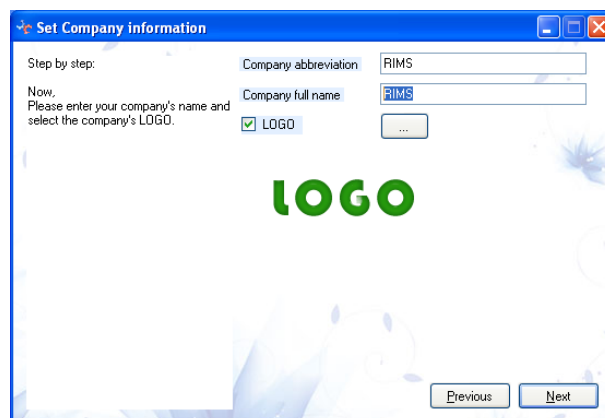 Set Company information
Step by step:
Now,
Please enter your company's name and
select the company's LOGO.
Company abbreviation RIMS
Company full name RIMS
LOGO ...
LOGO
Previous Next